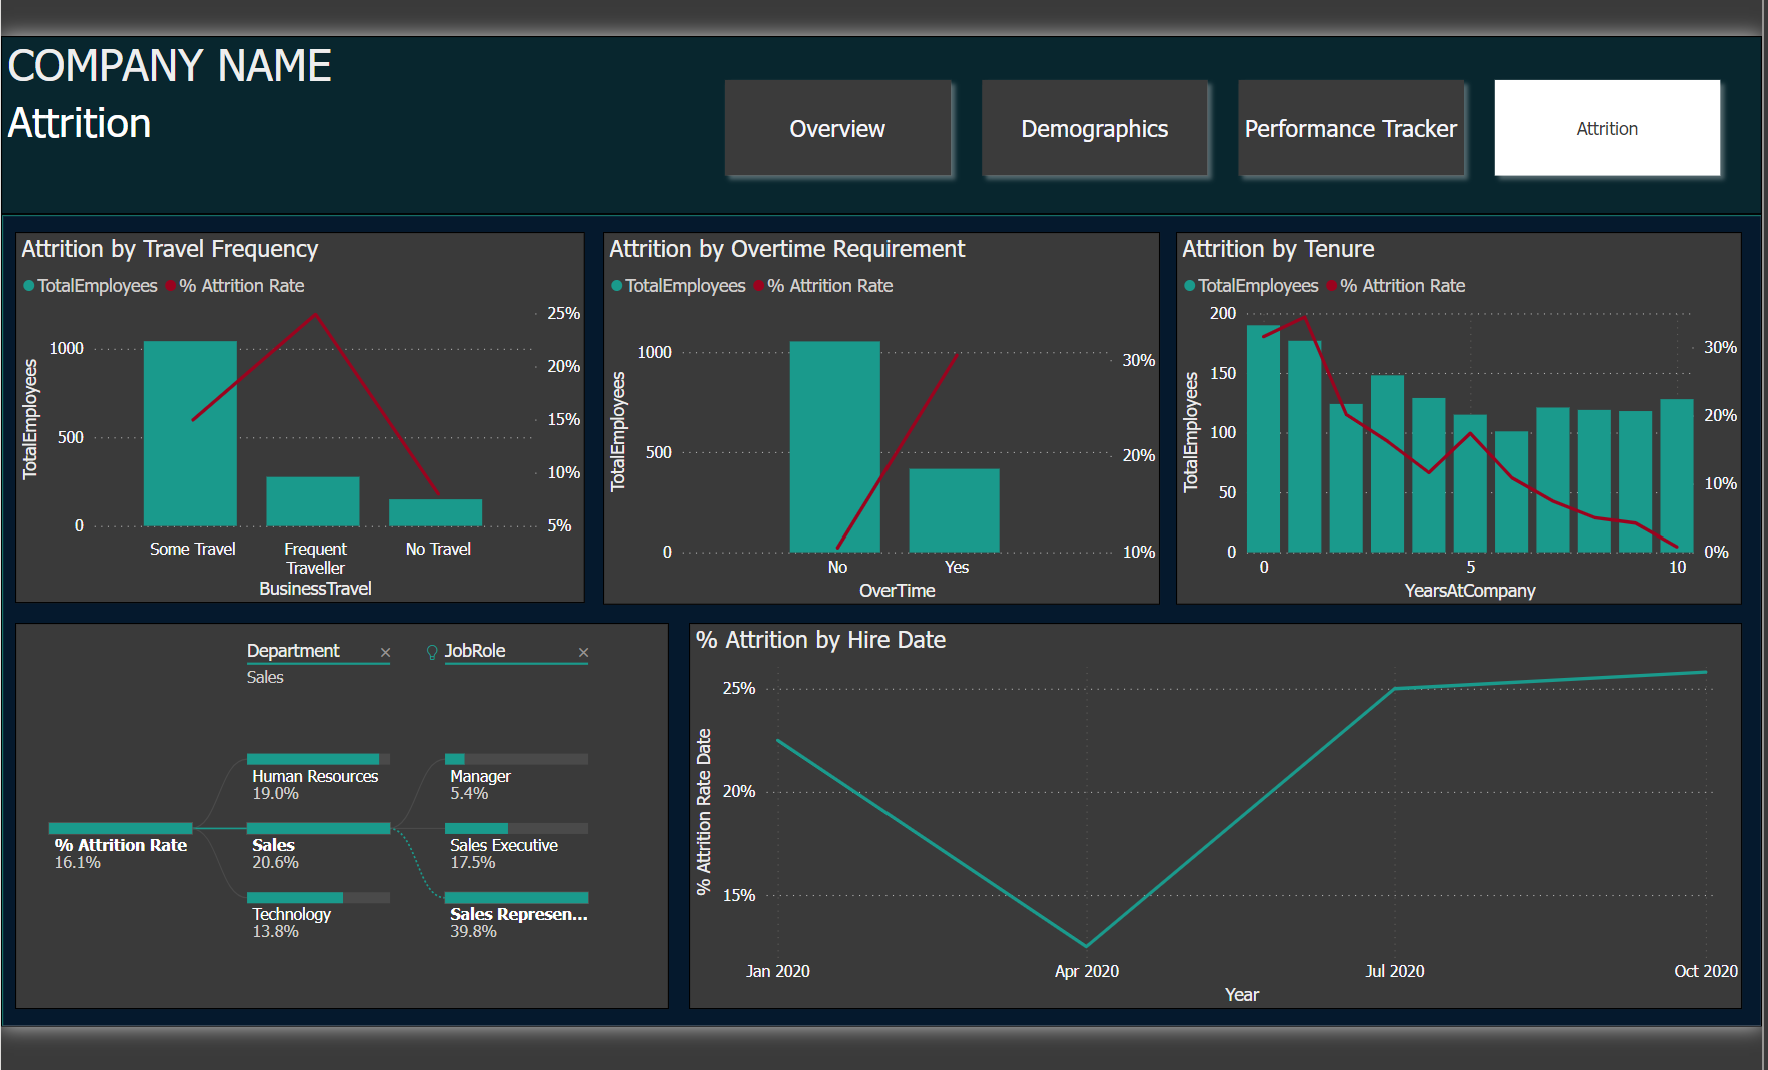 COMPANY NAME
Attrition
Overview
Demographics
Performance Tracker
Attrition
Attrition by Travel Frequency
TotalEmployees % Attrition Rate
TotalEmployees
1000
500
0
25%
20%
15%
10%
5%
Some Travel
Frequent
Traveller
No Travel
BusinessTravel
Attrition by Overtime Requirement
TotalEmployees % Attrition Rate
TotalEmployees
1000
500
0
30%
20%
10%
No
Yes
OverTime
Attrition by Tenure
TotalEmployees % Attrition Rate
TotalEmployees
200
150
100
50
0
30%
20%
10%
0%
0
5
10
YearsAtCompany
Department
Sales
JobRole
% Attrition Rate
16.1%
Human Resources
19.0%
Sales
20.6%
Technology
13.8%
Manager
5.4%
Sales Executive
17.5%
Sales Represen...
39.8%
% Attrition by Hire Date
% Attrition Rate Date
25%
20%
15%
Jan 2020
Apr 2020
Jul 2020
Oct 2020
Year